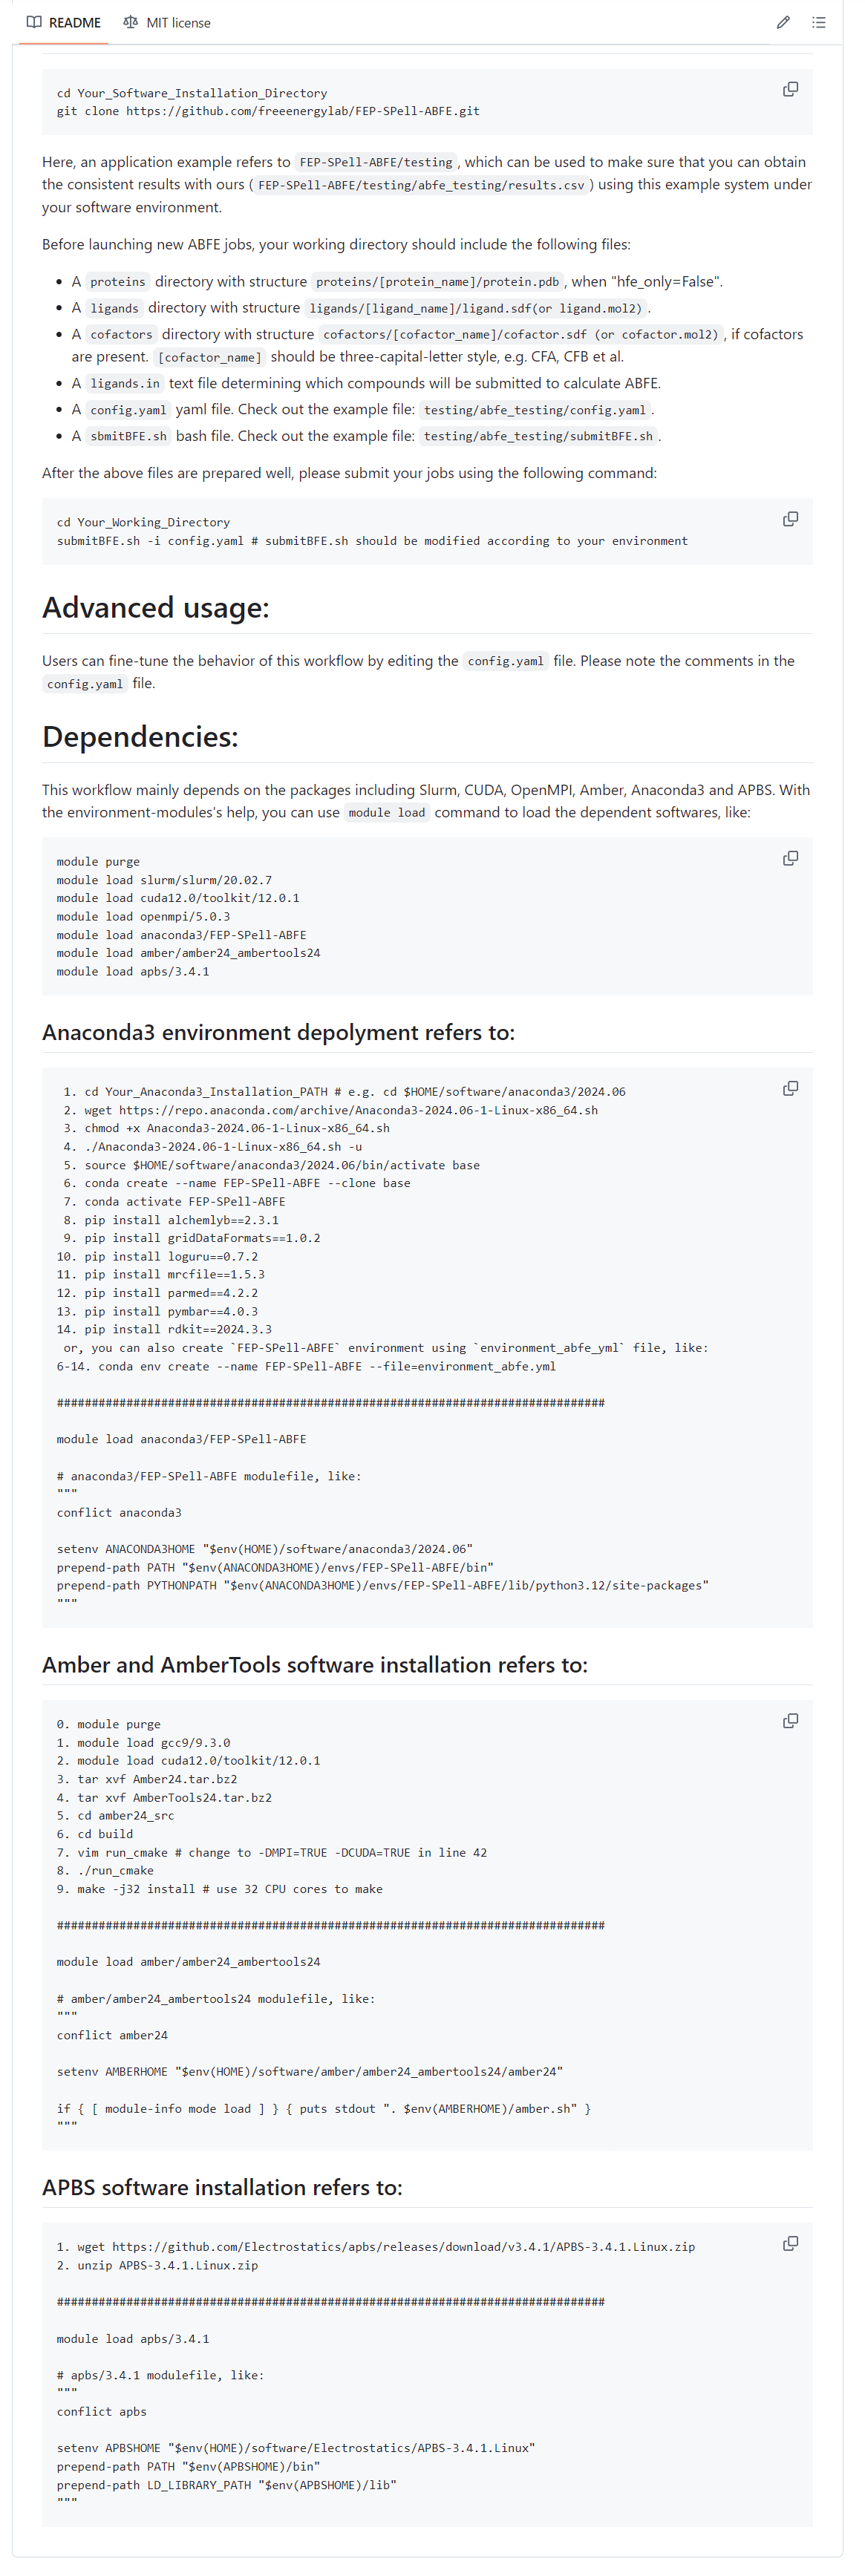 README MIT license
cd Your_Software_Installation_Directory
git clone https://github.com/freeenergylab/FEP-SPell-ABFE.git
Here, an application example refers to FEP-SPell-ABFE/testing , which can be used to make sure that you can obtain
the consistent results with ours ( FEP-SPell-ABFE/testing/abfe_testing/results.csv ) using this example system under
your software environment.
Before launching new ABFE jobs, your working directory should include the following files:
• A proteins directory with structure proteins/[protein_name]/protein.pdb , when "hfe_only=False".
• A ligands directory with structure ligands/[ligand_name]/ligand.sdf(or ligand.mol2) .
• A cofactors directory with structure cofactors/[cofactor_name]/cofactor.sdf (or cofactor.mol2) , if cofactors
are present. [cofactor_name] should be three-capital-letter style, e.g. CFA, CFB et al.
• A ligands.in text file determining which compounds will be submitted to calculate ABFE.
• A config.yaml yaml file. Check out the example file: testing/abfe_testing/config.yaml .
• A sbmitBFE.sh bash file. Check out the example file: testing/abfe_testing/submitBFE.sh .
After the above files are prepared well, please submit your jobs using the following command:
cd Your_Working_Directory
submitBFE.sh -i config.yaml # submitBFE.sh should be modified according to your environment
Advanced usage:
Users can fine-tune the behavior of this workflow by editing the config.yaml file. Please note the comments in the
config.yaml file.
Dependencies:
This workflow mainly depends on the packages including Slurm, CUDA, OpenMPI, Amber, Anaconda3 and APBS. With
the environment-modules's help, you can use module load command to load the dependent softwares, like:
module purge
module load slurm/slurm/20.02.7
module load cuda12.0/toolkit/12.0.1
module load openmpi/5.0.3
module load anaconda3/FEP-SPell-ABFE
module load amber/amber24_ambertools24
module load apbs/3.4.1
Anaconda3 environment depolyment refers to:
1. cd Your_Anaconda3_Installation_PATH # e.g. cd $HOME/software/anaconda3/2024.06
2. wget https://repo.anaconda.com/archive/Anaconda3-2024.06-1-Linux-x86_64.sh
3. chmod +x Anaconda3-2024.06-1-Linux-x86_64.sh
4. ./Anaconda3-2024.06-1-Linux-x86_64.sh -u
5. source $HOME/software/anaconda3/2024.06/bin/activate base
6. conda create --name FEP-SPell-ABFE --clone base
7. conda activate FEP-SPell-ABFE
8. pip install alchemlyb==2.3.1
9. pip install gridDataFormats==1.0.2
10. pip install loguru==0.7.2
11. pip install mrcfile==1.5.3
12. pip install parmed==4.2.2
13. pip install pymbar==4.0.3
14. pip install rdkit==2024.3.3
or, you can also create `FEP-SPell-ABFE` environment using `environment_abfe_yml` file, like:
6-14. conda env create --name FEP-SPell-ABFE --file=environment_abfe.yml
###############################################################################
module load anaconda3/FEP-SPell-ABFE
# anaconda3/FEP-SPell-ABFE modulefile, like:
"""
conflict anaconda3
setenv ANACONDA3HOME "$env(HOME)/software/anaconda3/2024.06"
prepend-path PATH "$env(ANACONDA3HOME)/envs/FEP-SPell-ABFE/bin"
prepend-path PYTHONPATH "$env(ANACONDA3HOME)/envs/FEP-SPell-ABFE/lib/python3.12/site-packages"
"""
Amber and AmberTools software installation refers to:
0. module purge
1. module load gcc9/9.3.0
2. module load cuda12.0/toolkit/12.0.1
3. tar xvf Amber24.tar.bz2
4. tar xvf AmberTools24.tar.bz2
5. cd amber24_src
6. cd build
7. vim run_cmake # change to -DMPI=TRUE -DCUDA=TRUE in line 42
8. ./run_cmake
9. make -j32 install # use 32 CPU cores to make
###############################################################################
module load amber/amber24_ambertools24
# amber/amber24_ambertools24 modulefile, like:
"""
conflict amber24
setenv AMBERHOME "$env(HOME)/software/amber/amber24_ambertools24/amber24"
if { [ module-info mode load ] } { puts stdout ". $env(AMBERHOME)/amber.sh" }
"""
APBS software installation refers to:
1. wget https://github.com/Electrostatics/apbs/releases/download/v3.4.1/APBS-3.4.1.Linux.zip
2. unzip APBS-3.4.1.Linux.zip
###############################################################################
module load apbs/3.4.1
# apbs/3.4.1 modulefile, like:
"""
conflict apbs
setenv APBSHOME "$env(HOME)/software/Electrostatics/APBS-3.4.1.Linux"
prepend-path PATH "$env(APBSHOME)/bin"
prepend-path LD_LIBRARY_PATH "$env(APBSHOME)/lib"
"""